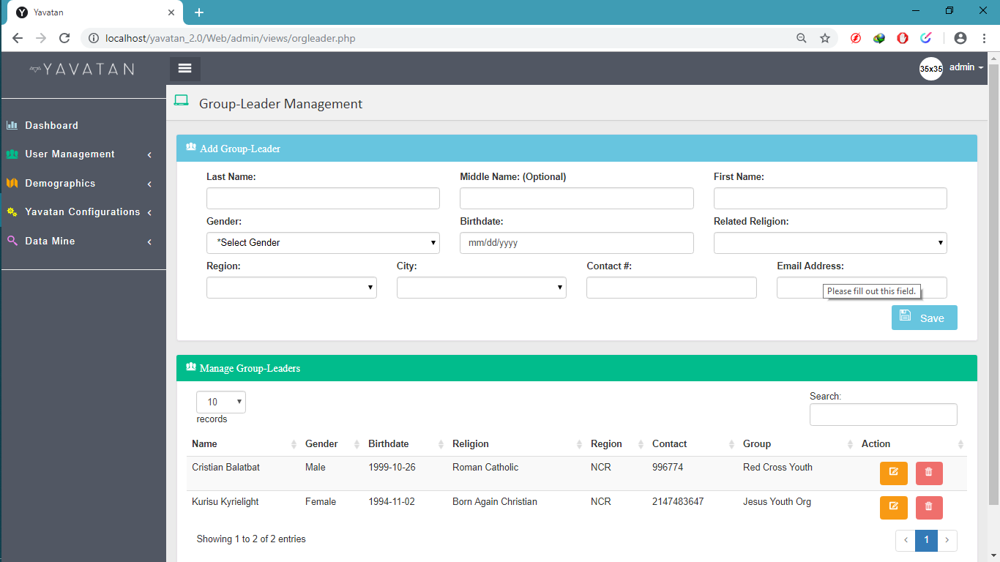 Yavatan
localhost/yavatan_2.0/Web/admin/views/orgleader.php
YAVATAN
35x35 admin
Group-Leader Management
Dashboard
User Management
Demographics
Yavatan Configurations
Data Mine
Add Group-Leader
Last Name: Middle Name: (Optional) First Name:
Gender: Birthdate: Related Religion:
*Select Gender mm/dd/yyyy
Region: City: Contact #: Email Address:
Please fill out this field.
Save
Manage Group-Leaders
10 records
Search:
Name Gender Birthdate Religion Region Contact Group Action
Cristian Balatbat Male 1999-10-26 Roman Catholic NCR 996774 Red Cross Youth
Kurisu Kyrielight Female 1994-11-02 Born Again Christian NCR 2147483647 Jesus Youth Org
Showing 1 to 2 of 2 entries
‹ 1 ›